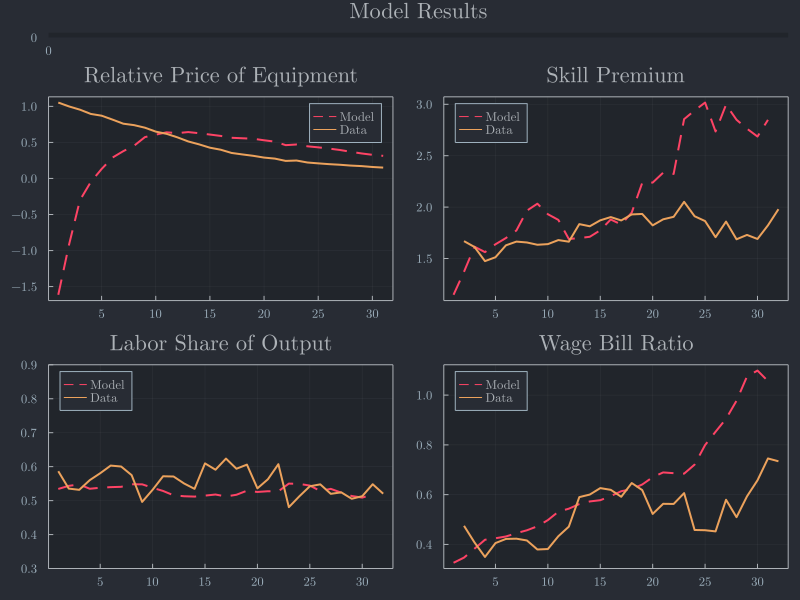 Model Results
0
0
Relative Price of Equipment
1.0
0.5
0.0
−0.5
−1.0
−1.5
5 10 15 20 25 30
Model
Data
Skill Premium
3.0
2.5
2.0
1.5
5 10 15 20 25 30
Model
Data
Labor Share of Output
0.9
0.8
0.7
0.6
0.5
0.4
0.3
5 10 15 20 25 30
Model
Data
Wage Bill Ratio
1.0
0.8
0.6
0.4
5 10 15 20 25 30
Model
Data